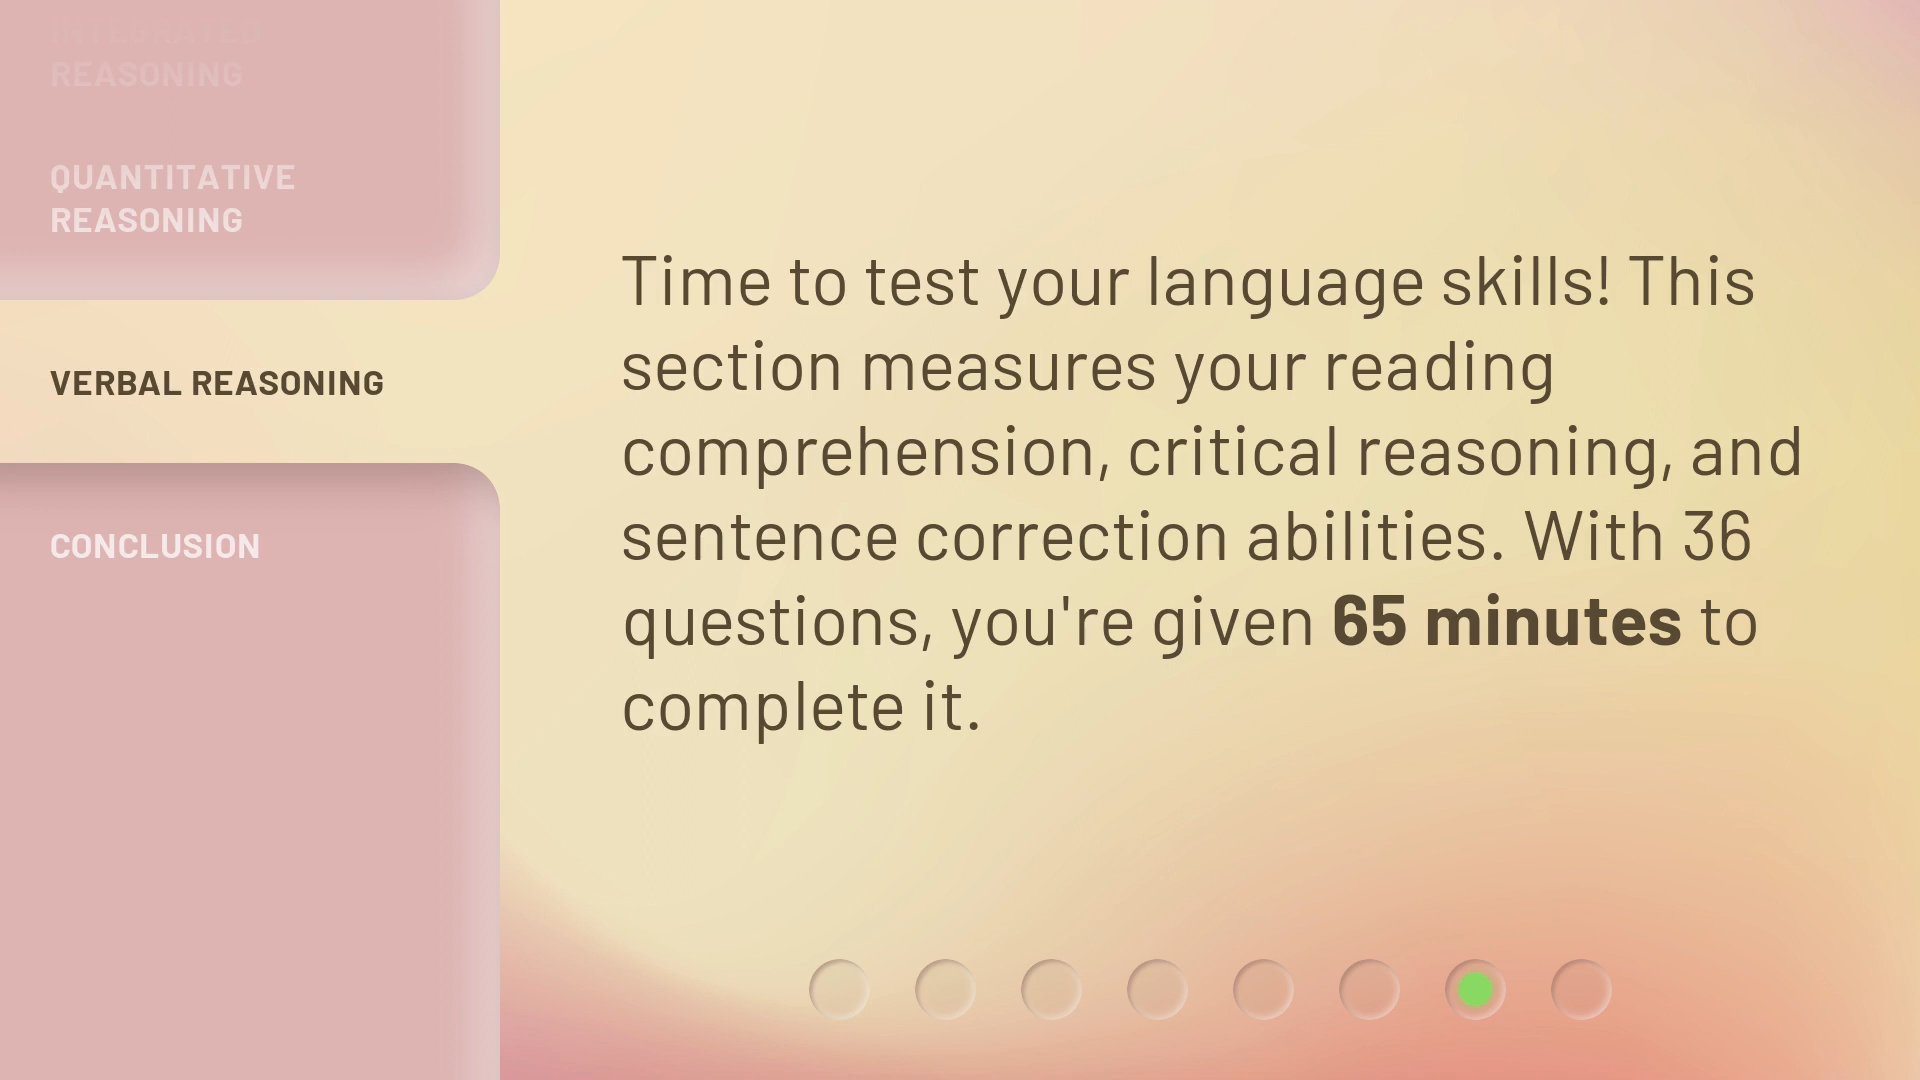 INTEGRATED
REASONING
QUANTITATIVE
REASONING
VERBAL REASONING
CONCLUSION
Time to test your language skills! This
section measures your reading
comprehension, critical reasoning, and
sentence correction abilities. With 36
questions, you're given 65 minutes to
complete it.